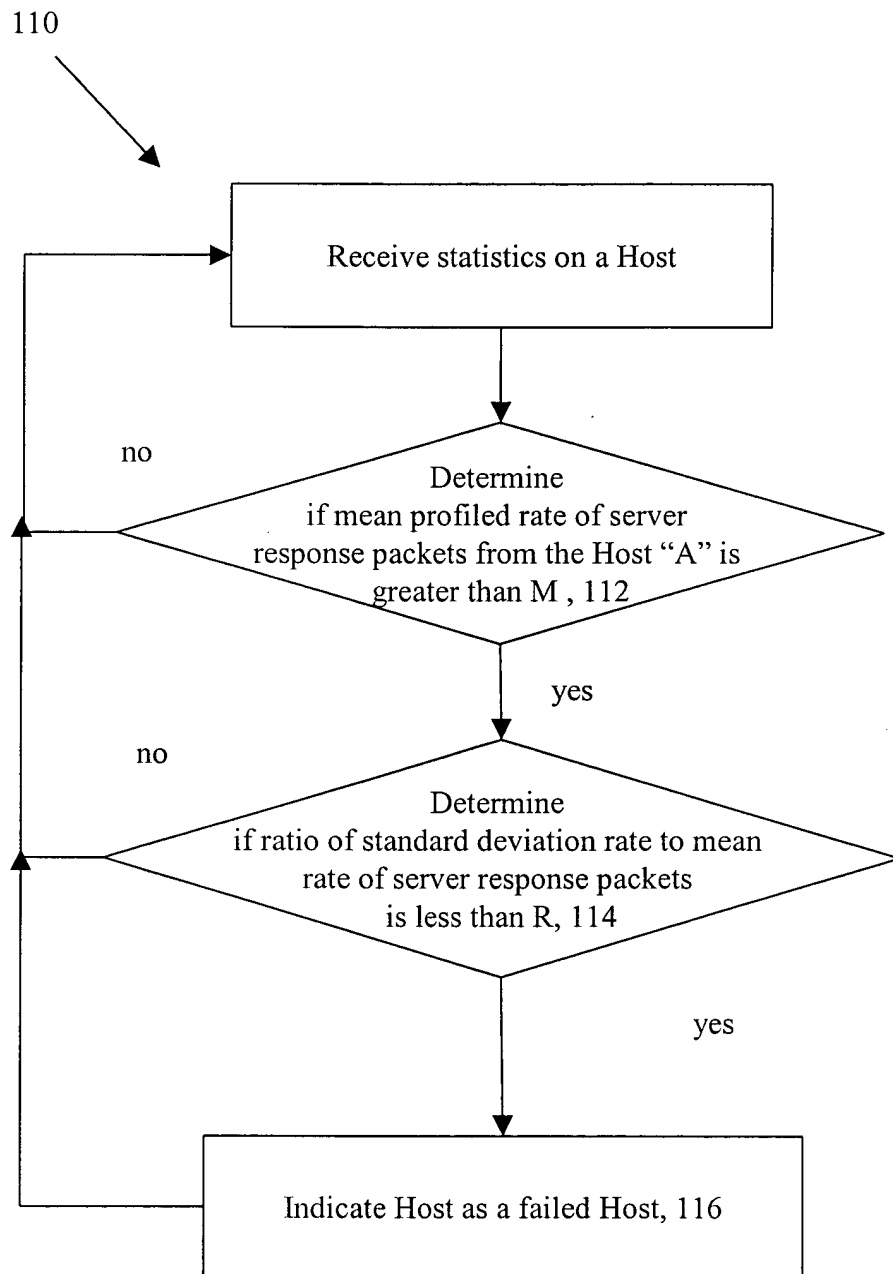 110
Receive statistics on a Host
no
Determine
if mean profiled rate of server
response packets from the Host “A” is
greater than M , 112
yes
no
Determine
if ratio of standard deviation rate to mean
rate of server response packets
is less than R, 114
yes
Indicate Host as a failed Host, 116